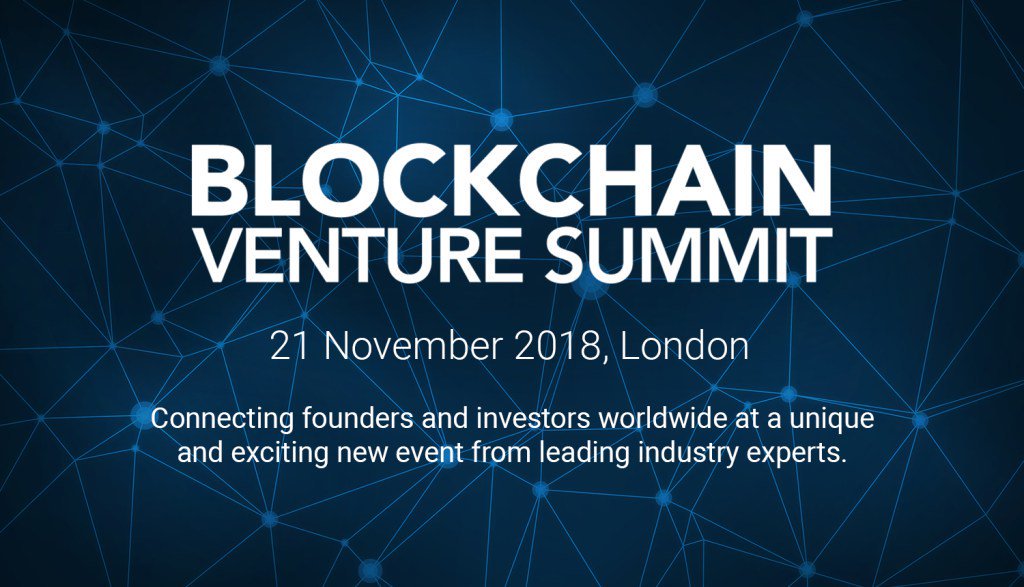 BLOCKCHAIN
VENTURE SUMMIT
21 November 2018, London
Connecting founders and investors worldwide at a unique
and exciting new event from leading industry experts.